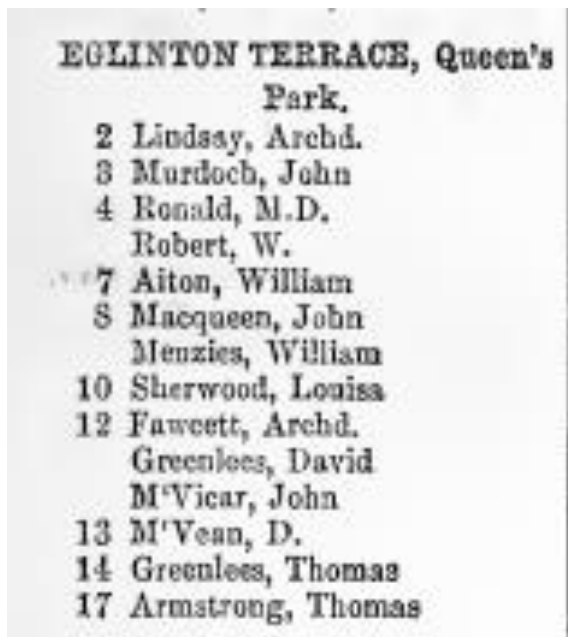 EGLINTON TERRACE, Queen's
Park.
2 Lindsay, Archd.
3 Murdoch, John
4 Ronald, M.D.
Robert, W.
7 Aiton, William
8 Macqueen, John
Menzies, William
10 Sherwood, Louisa
12 Fawcett, Archd.
Greenlees, David
M'Vicar, John
13 M'Vean, D.
14 Greenlees, Thomas
17 Armstrong, Thomas